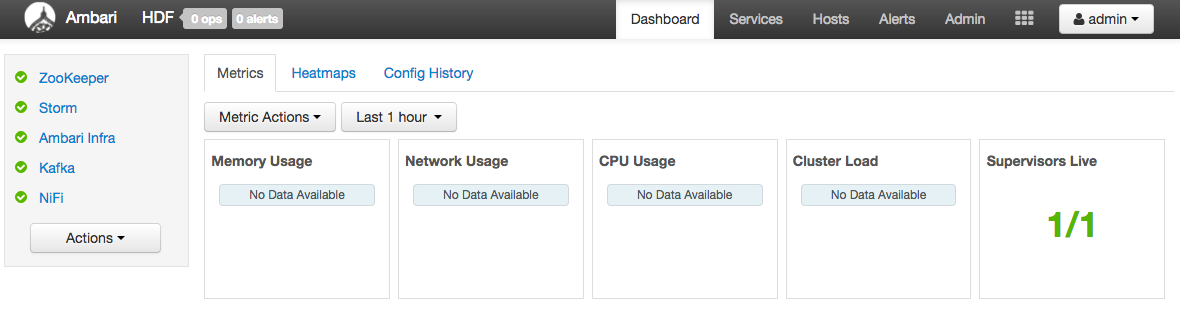 Ambari HDF 0 ops 0 alerts Dashboard Services Hosts Alerts Admin admin
ZooKeeper
Storm
Ambari Infra
Kafka
NiFi
Actions
Metrics Heatmaps Config History
Metric Actions Last 1 hour
Memory Usage Network Usage CPU Usage Cluster Load Supervisors Live
No Data Available No Data Available No Data Available No Data Available
1/1